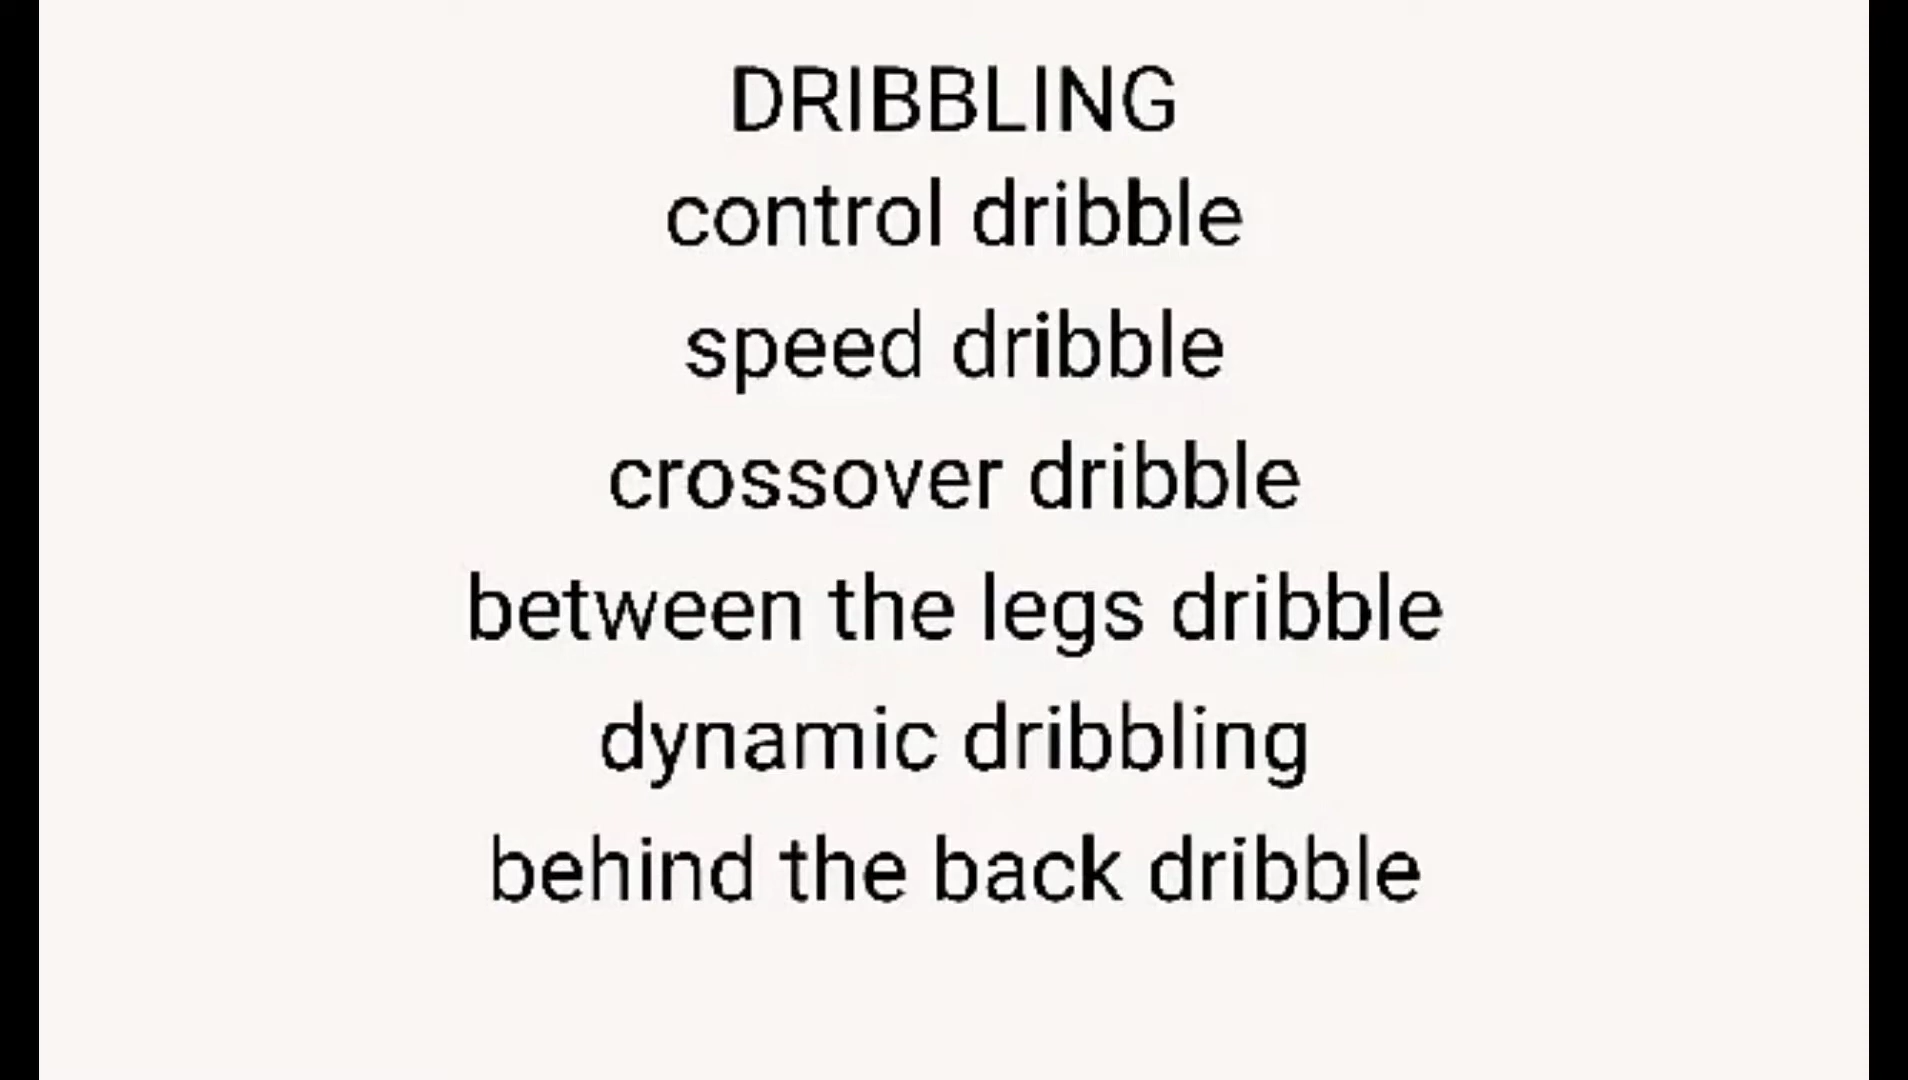 DRIBBLING
control dribble
speed dribble
crossover dribble
between the legs dribble
dynamic dribbling
behind the back dribble